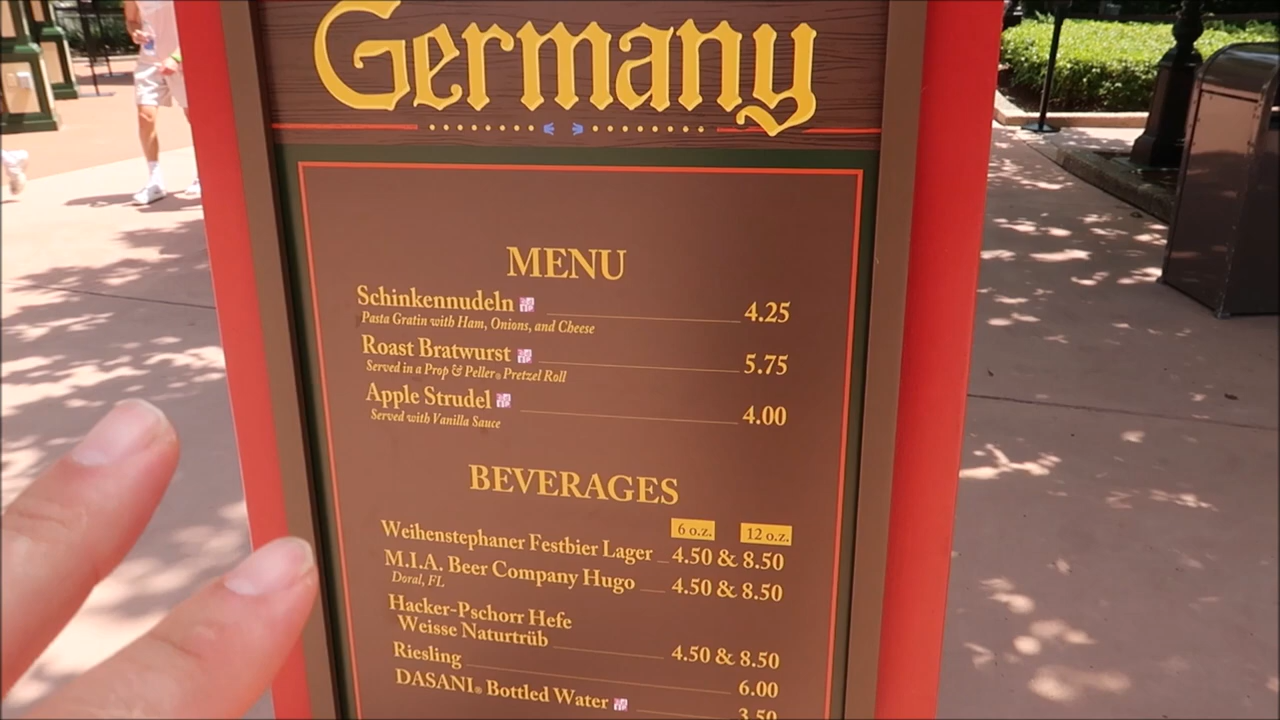 Germany
MENU
Schinkennudeln 4.25
Pasta Gratin with Ham, Onions, and Cheese
Roast Bratwurst 5.75
Served in a Prop & Peller® Pretzel Roll
Apple Strudel 4.00
Served with Vanilla Sauce
BEVERAGES
6 o.z. 12 o.z.
Weihenstephaner Festbier Lager 4.50 & 8.50
M.I.A. Beer Company Hugo 4.50 & 8.50
Doral, FL
Hacker-Pschorr Hefe
Weisse Naturtrüb 4.50 & 8.50
Riesling 6.00
DASANI® Bottled Water 3.50